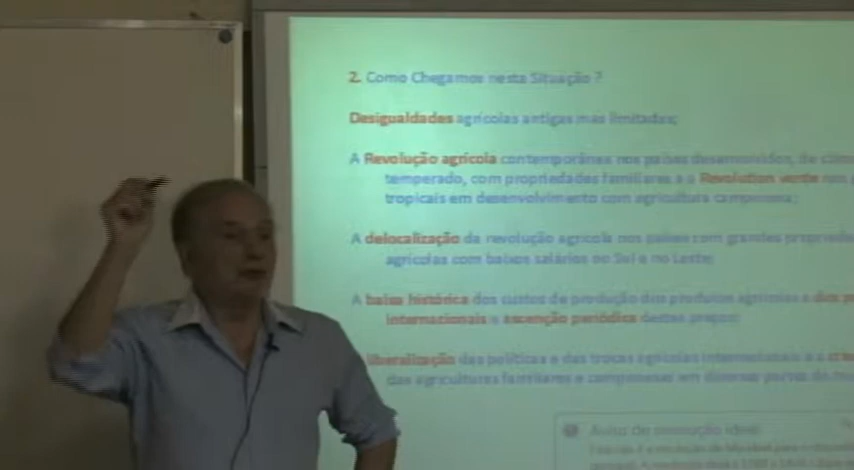 2. Como Chegamos nesta Situação ?
Desigualdades agrícolas antigas mas limitadas;
A Revolução agrícola contemporânea nos países desenvolvidos, de
temperado, com propriedades familiares e a Revolution verte nos
tropicais em desenvolvimento com agricultura camponesa;
A delocalização da revolução agrícola nos países com grandes
agrícolas com baixos salários no Sul e no Leste;
A baixa histórica dos custos de produção dos produtos agrícolas e dos
internacionais e ascenção periódica destes preços;
liberalização das políticas e das trocas agrícolas internacionais e a
das agriculturas familiares e camponesas em diversas partes do
Aviso de